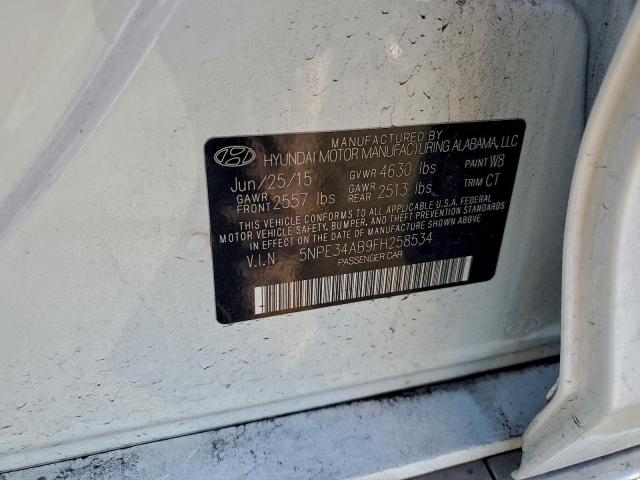 MANUFACTURED BY
HYUNDAI MOTOR MANUFACTURING ALABAMA, LLC
Jun/25/15 GVWR 4630 lbs PAINT W8
GAWR FRONT 2557 lbs GAWR REAR 2513 lbs TRIM CT
THIS VEHICLE CONFORMS TO ALL APPLICABLE U.S.A. FEDERAL
MOTOR VEHICLE SAFETY, BUMPER, AND THEFT PREVENTION STANDARDS
IN EFFECT ON THE DATE OF MANUFACTURE SHOWN ABOVE.
V.I.N 5NPE34AB9FH258534
PASSENGER CAR